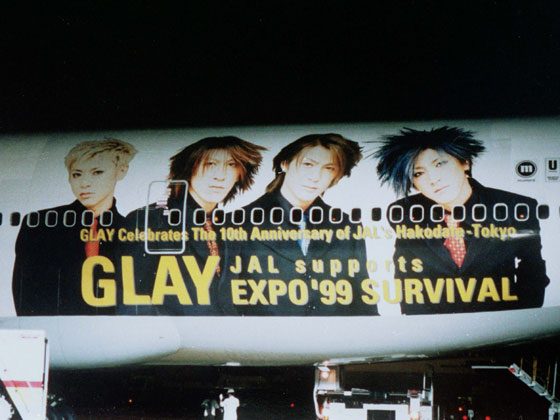 GLAY Celebrates The 10th Anniversary of JAL's Hakodate-Tokyo
GLAY JAL supports
EXPO'99 SURVIVAL
m
U